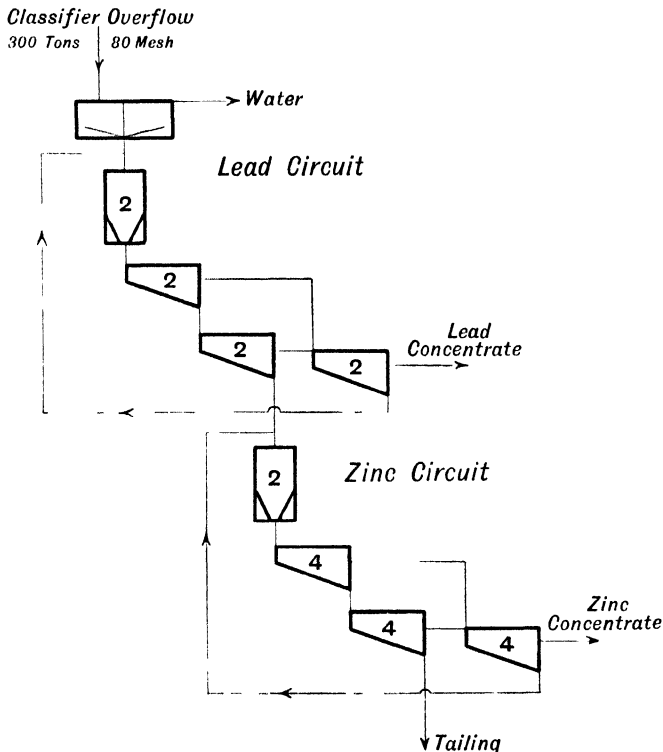 Classifier Overflow
300 Tons 80 Mesh
Water
Lead Circuit
2
2
2
2
Lead
Concentrate
Zinc Circuit
2
4
4
4
Zinc
Concentrate
Tailing